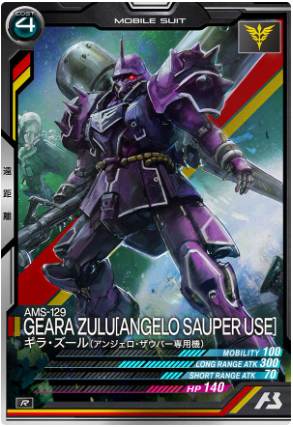 COST
4
MOBILE SUIT
遠距離
AMS-129
GEARA ZULU[ANGELO SAUPER USE]
ギラ・ズール(アンジェロ・ザウパー専用機)
MOBILITY 100
LONG RANGE ATK 300
SHORT RANGE ATK 70
HP 140
R